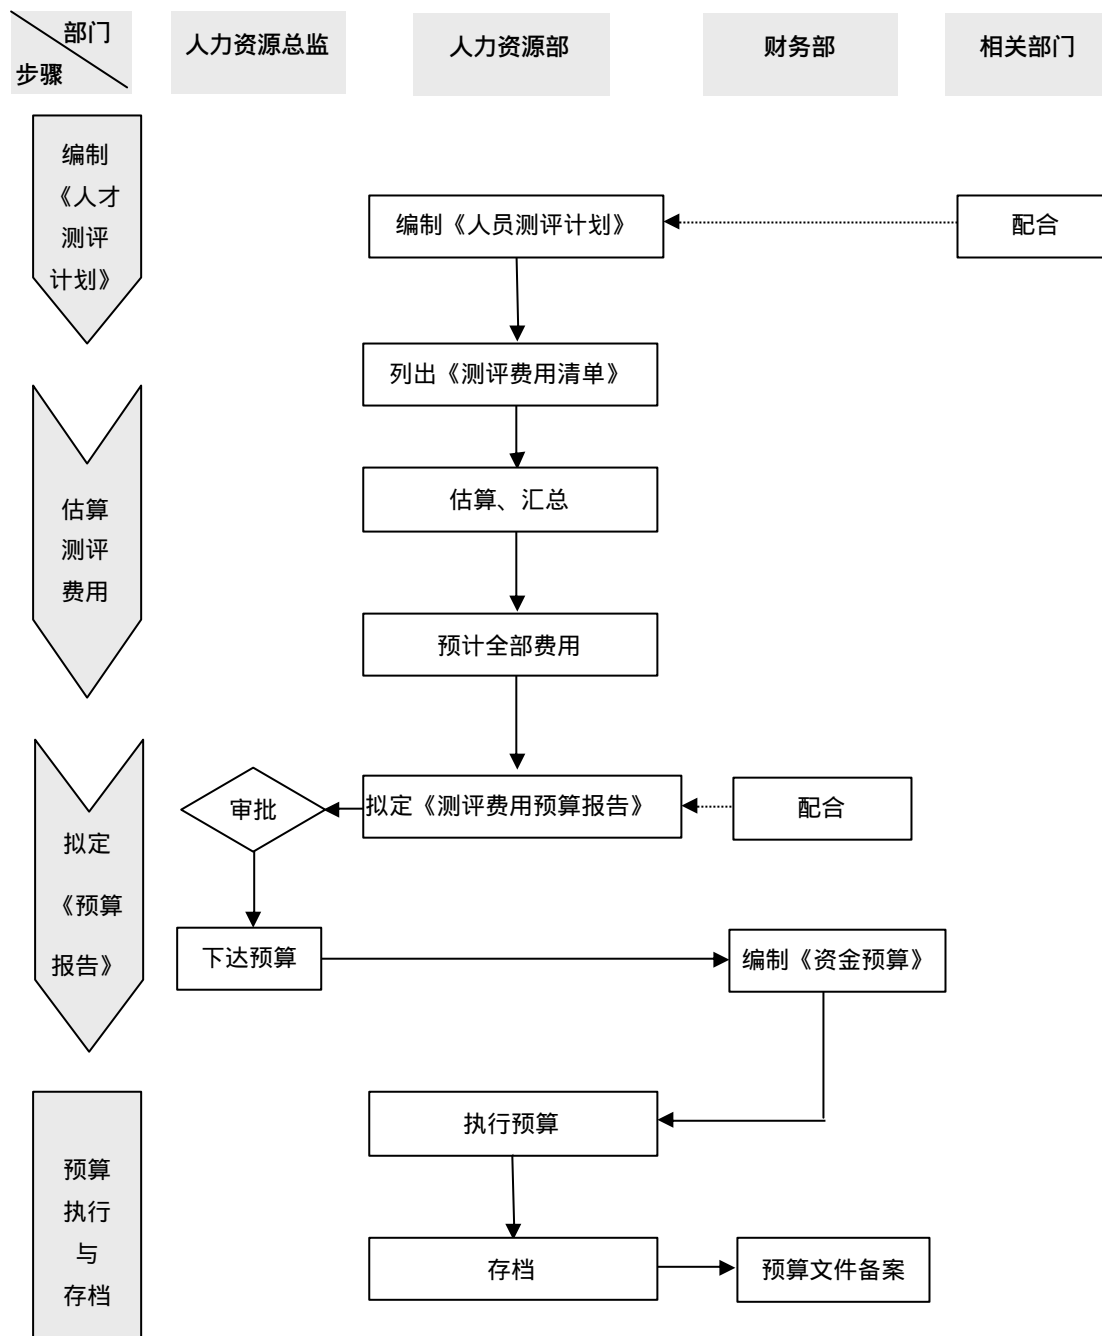 部门
步骤
人力资源总监
人力资源部
财务部
相关部门
编制
《人才
测评
计划》
编制《人员测评计划》
配合
列出《测评费用清单》
估算
测评
费用
估算、汇总
预计全部费用
拟定
《预算
报告》
审批
拟定《测评费用预算报告》
配合
下达预算
编制《资金预算》
预算
执行
与
存档
执行预算
存档
预算文件备案